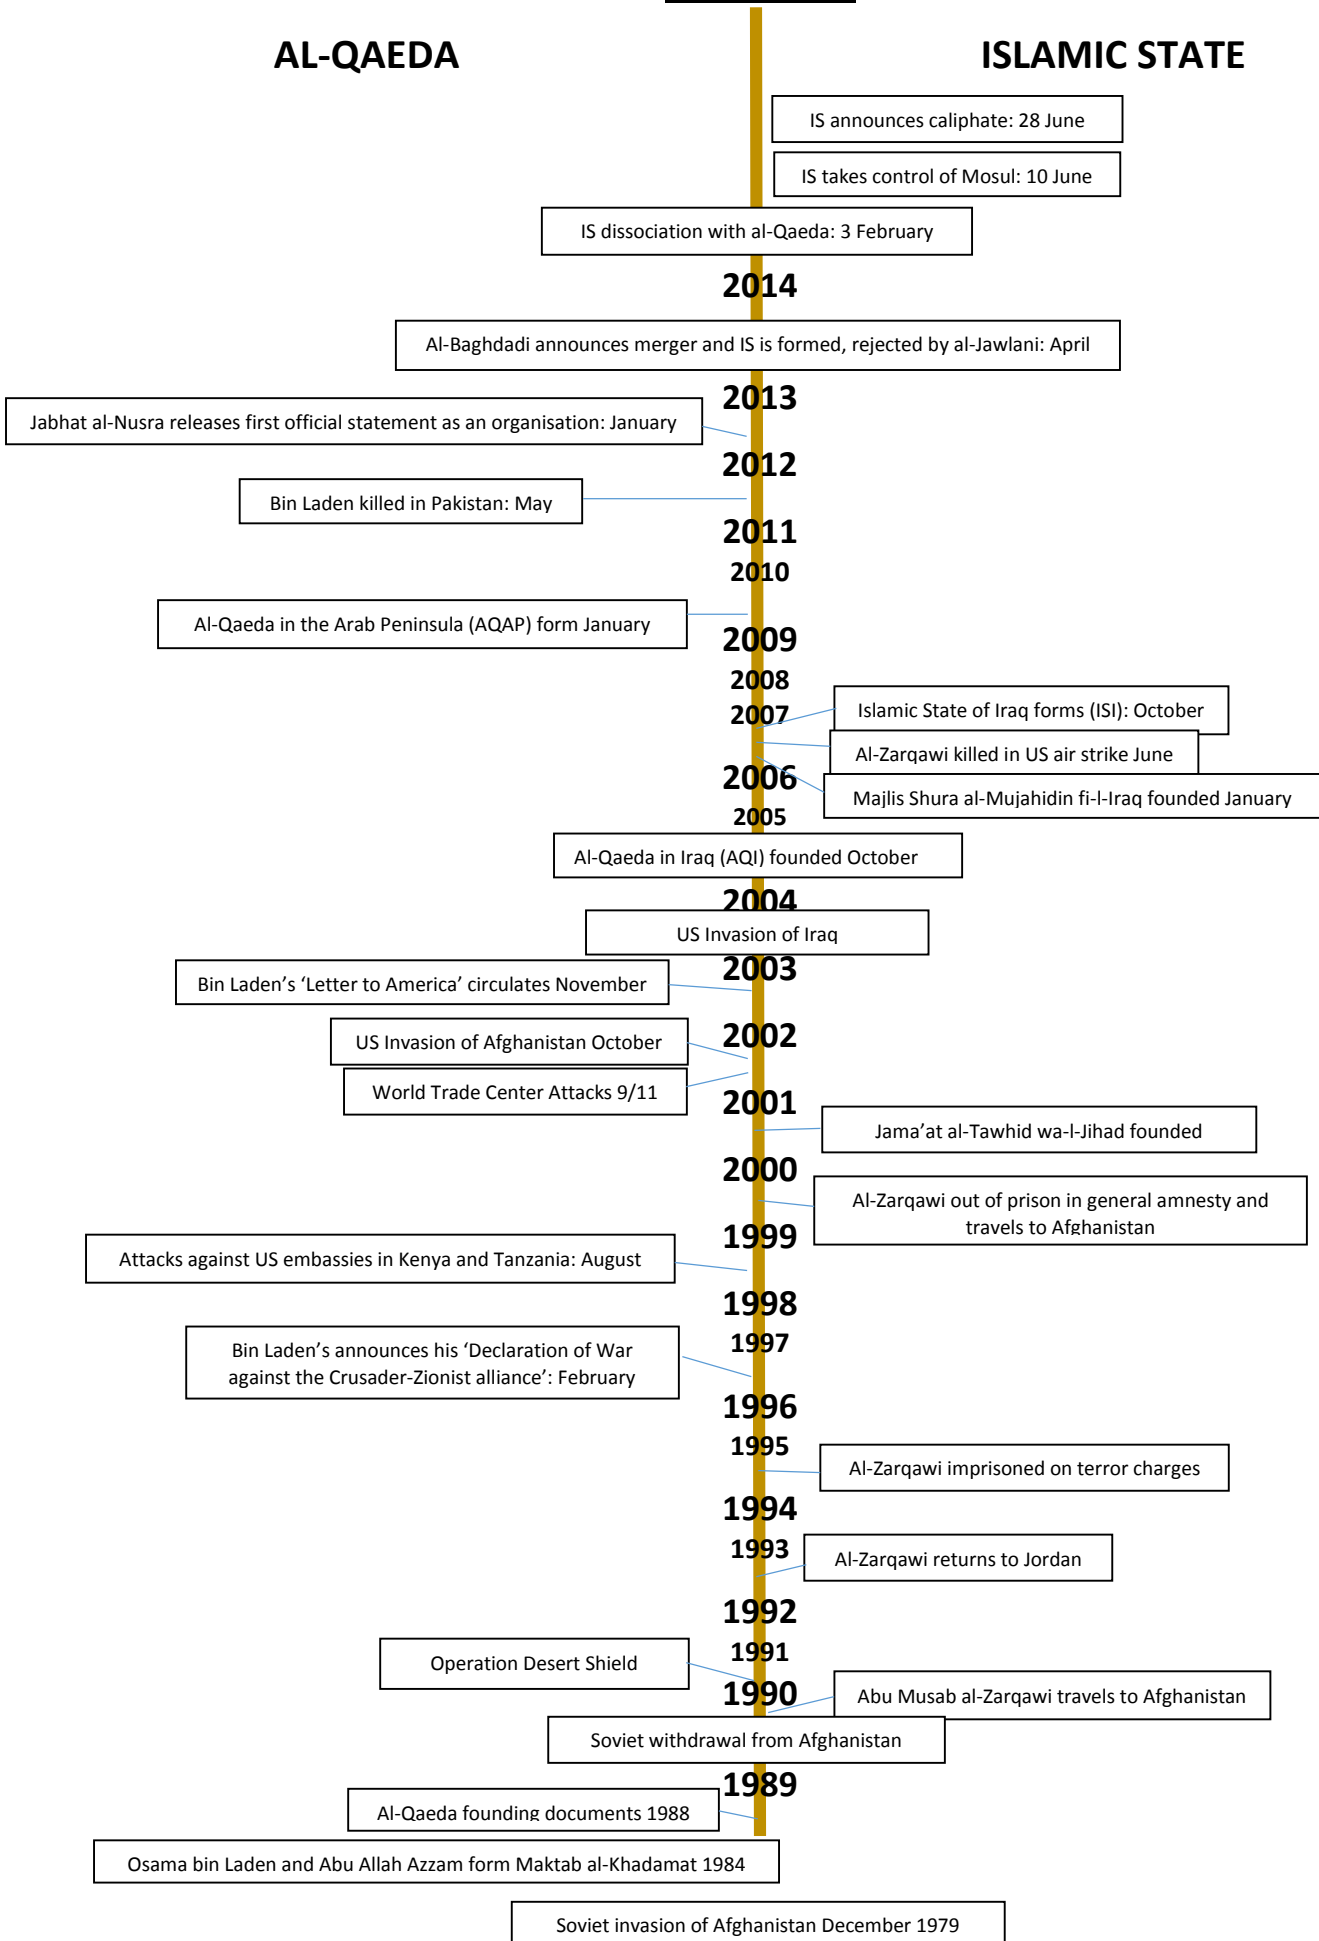 AL-QAEDA
ISLAMIC STATE
IS announces caliphate: 28 June
IS takes control of Mosul: 10 June
IS dissociation with al-Qaeda: 3 February
2014
Al-Baghdadi announces merger and IS is formed, rejected by al-Jawlani: April
2013
Jabhat al-Nusra releases first official statement as an organisation: January
2012
Bin Laden killed in Pakistan: May
2011
2010
Al-Qaeda in the Arab Peninsula (AQAP) form January
2009
2008
2007
Islamic State of Iraq forms (ISI): October
Al-Zarqawi killed in US air strike June
2006
Majlis Shura al-Mujahidin fi-l-Iraq founded January
2005
Al-Qaeda in Iraq (AQI) founded October
2004
US Invasion of Iraq
2003
Bin Laden’s ‘Letter to America’ circulates November
2002
US Invasion of Afghanistan October
World Trade Center Attacks 9/11
2001
Jama’at al-Tawhid wa-l-Jihad founded
2000
Al-Zarqawi out of prison in general amnesty and
travels to Afghanistan
1999
Attacks against US embassies in Kenya and Tanzania: August
1998
1997
Bin Laden’s announces his ‘Declaration of War
against the Crusader-Zionist alliance’: February
1996
1995
Al-Zarqawi imprisoned on terror charges
1994
1993
Al-Zarqawi returns to Jordan
1992
1991
Operation Desert Shield
1990
Abu Musab al-Zarqawi travels to Afghanistan
Soviet withdrawal from Afghanistan
1989
Al-Qaeda founding documents 1988
Osama bin Laden and Abu Allah Azzam form Maktab al-Khadamat 1984
Soviet invasion of Afghanistan December 1979